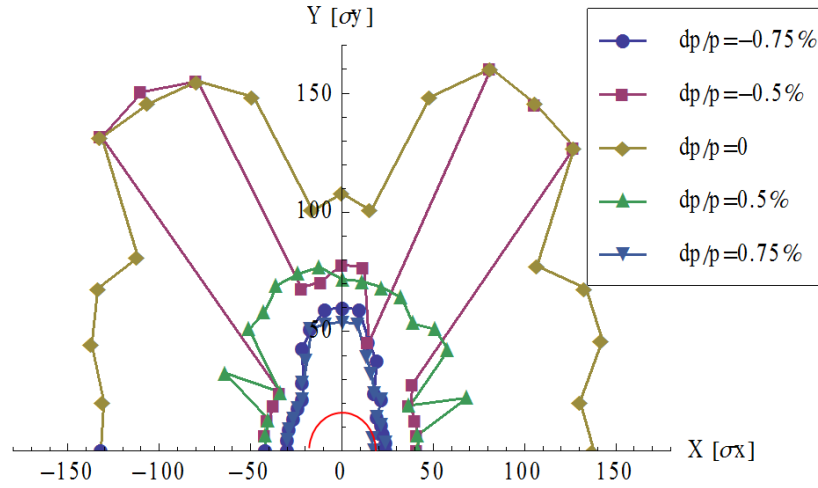 Y [σy]
dp/p=−0.75%
dp/p=−0.5%
dp/p=0
dp/p=0.5%
dp/p=0.75%
150
100
50
−150 −100 −50 0 50 100 150 X [σx]